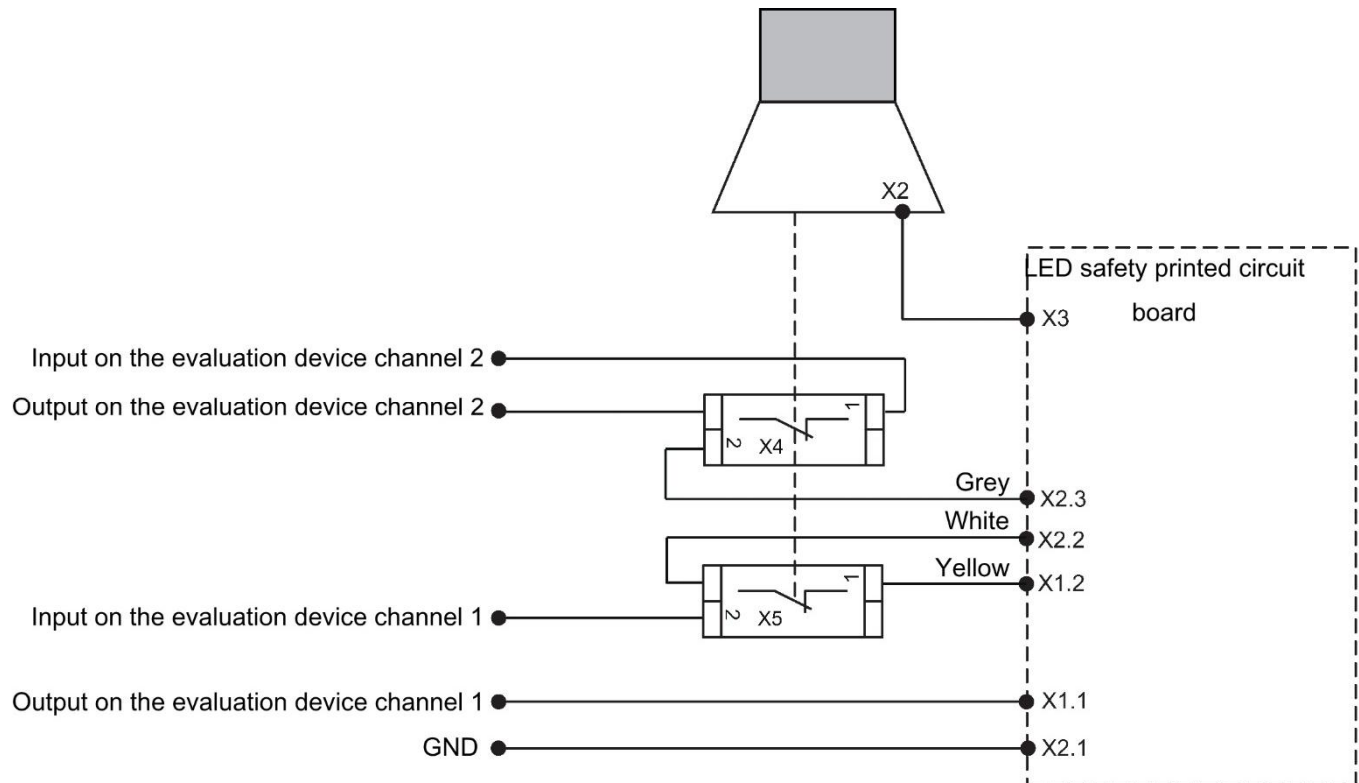 X2
LED safety printed circuit
board
X3
Input on the evaluation device channel 2
Output on the evaluation device channel 2
1
2
X4
Grey
X2.3
White
X2.2
Yellow
X1.2
1
2
X5
Input on the evaluation device channel 1
Output on the evaluation device channel 1
X1.1
GND
X2.1